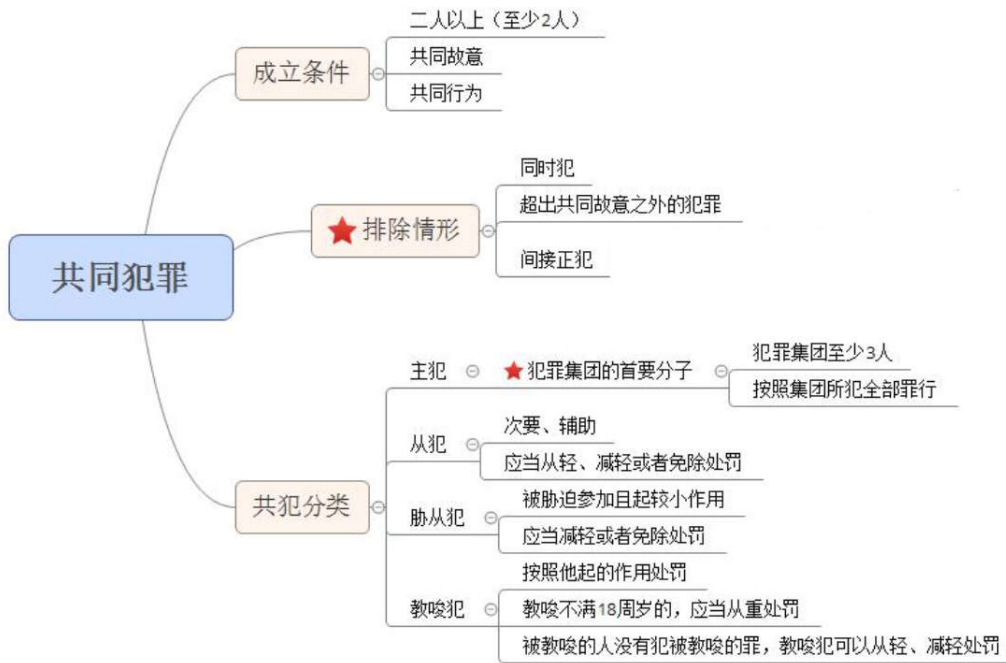 共同犯罪
成立条件
二人以上（至少2人）
共同故意
共同行为
排除情形
同时犯
超出共同故意之外的犯罪
间接正犯
共犯分类
主犯
犯罪集团的首要分子
犯罪集团至少3人
按照集团所犯全部罪行
从犯
次要、辅助
应当从轻、减轻或者免除处罚
胁从犯
被胁迫参加且起较小作用
应当减轻或者免除处罚
教唆犯
按照他起的作用处罚
教唆不满18周岁的，应当从重处罚
被教唆的人没有犯被教唆的罪，教唆犯可以从轻、减轻处罚